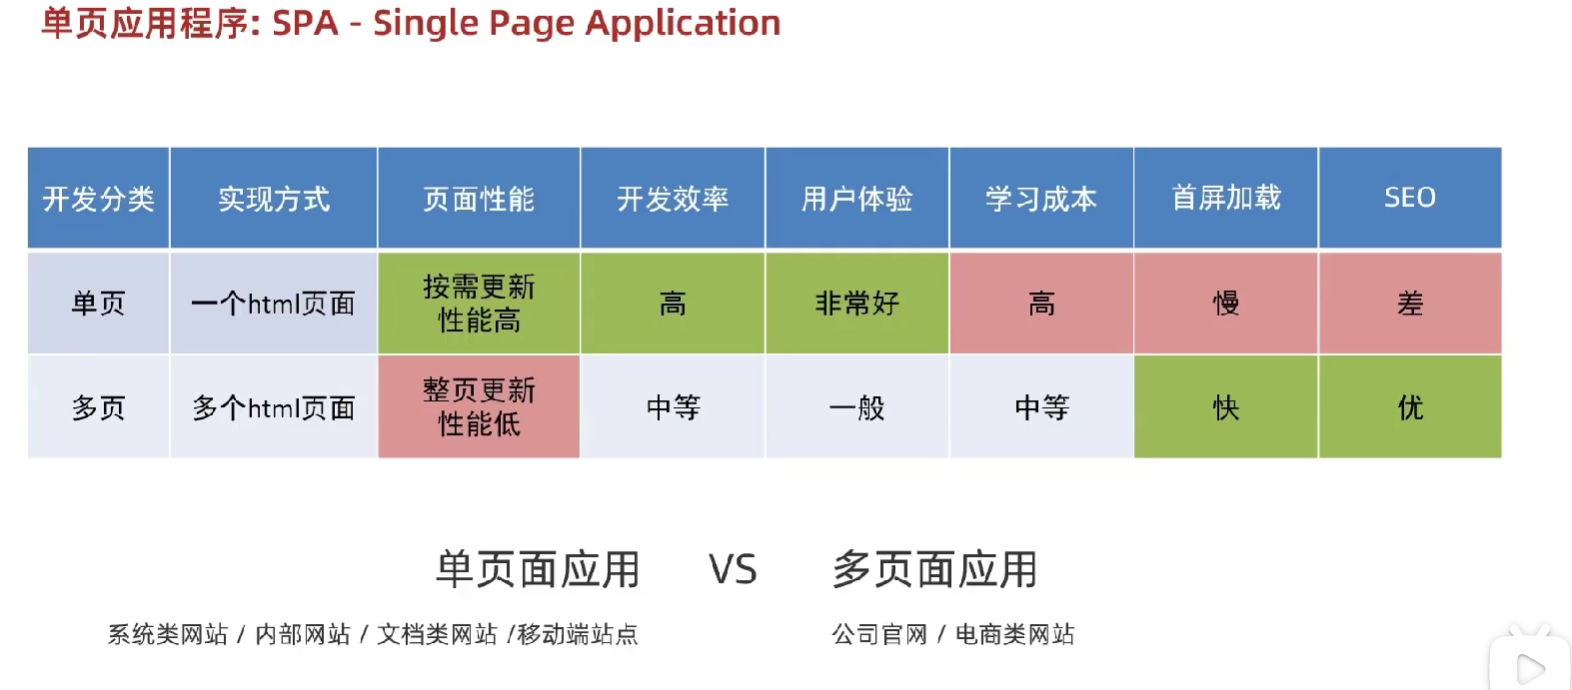 单页应用程序: SPA - Single Page Application
开发分类 实现方式 页面性能 开发效率 用户体验 学习成本 首屏加载 SEO
单页 一个html页面 按需更新 高 非常好 高 慢 差
性能高
多页 多个html页面 整页更新 中等 一般 中等 快 优
性能低
单页面应用 VS 多页面应用
系统类网站 / 内部网站 / 文档类网站 /移动端站点 公司官网 / 电商类网站